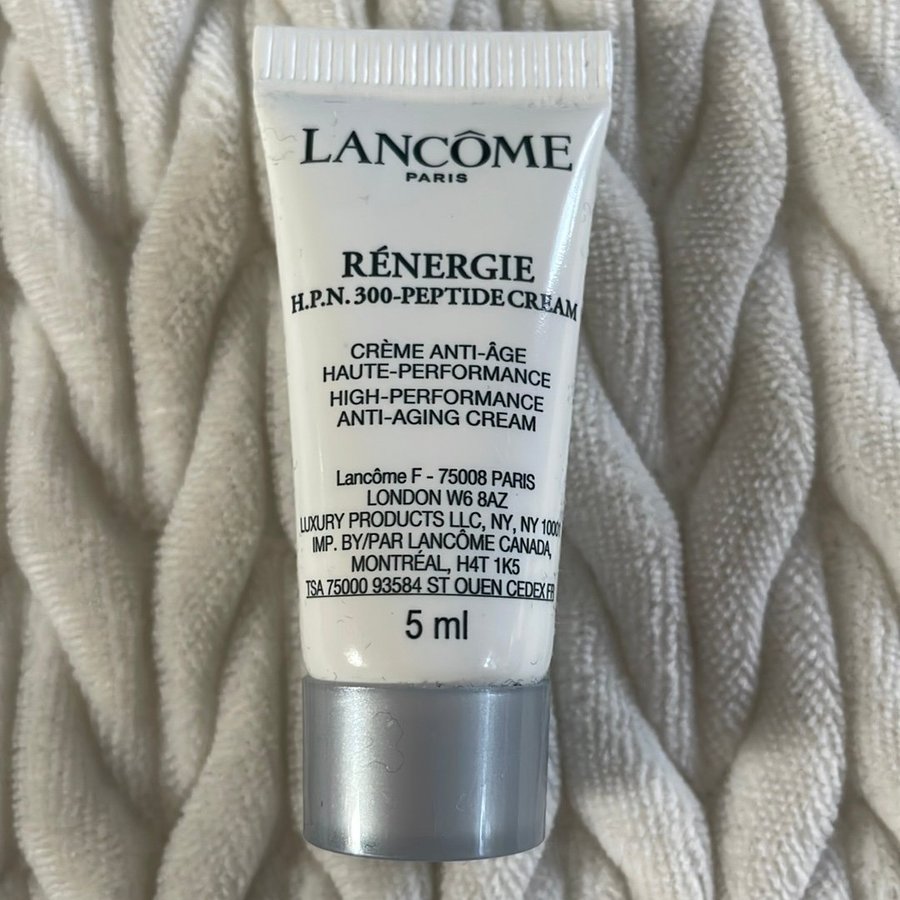 LANCÔME
PARIS
RÉNERGIE
H.P.N. 300-PEPTIDE CREAM
CRÈME ANTI-ÂGE
HAUTE-PERFORMANCE
HIGH-PERFORMANCE
ANTI-AGING CREAM
Lancôme F - 75008 PARIS
LONDON W6 8AZ
LUXURY PRODUCTS LLC, NY, NY 10001
IMP. BY/PAR LANCÔME CANADA,
MONTRÉAL, H4T 1K5
TSA 75000 93584 ST OUEN CEDEX FR
5 ml